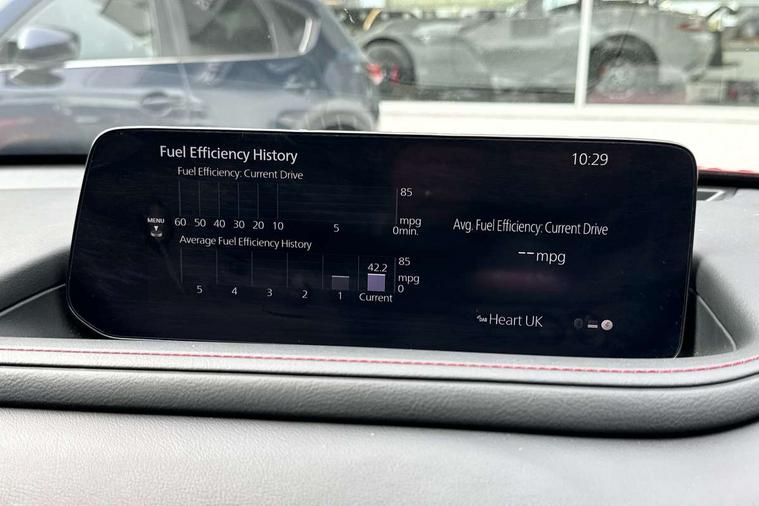 Fuel Efficiency History
10:29
Fuel Efficiency: Current Drive
85
MENU
60 50 40 30 20 10 5 mpg
0min.
Avg. Fuel Efficiency: Current Drive
--mpg
Average Fuel Efficiency History
42.2 85
mpg
5 4 3 2 1 Current 0
DAB Heart UK